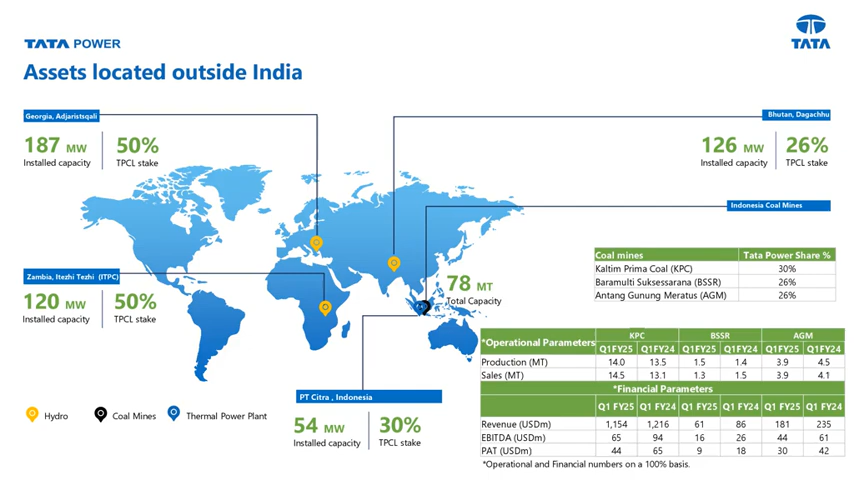 TATA POWER
TATA
Assets located outside India
Georgia, Adjaristsqali
187 MW
Installed capacity
50%
TPCL stake
Bhutan, Dagachhu
126 MW
Installed capacity
26%
TPCL stake
Indonesia Coal Mines
78 MT
Total Capacity
Coal mines Tata Power Share %
Kaltim Prima Coal (KPC) 30%
Baramulti Suksessarana (BSSR) 26%
Antang Gunung Meratus (AGM) 26%
Zambia, Itezhi Tezhi (ITPC)
120 MW
Installed capacity
50%
TPCL stake
*Operational Parameters KPC BSSR AGM
Q1FY25 Q1FY24 Q1FY25 Q1FY24 Q1FY25 Q1FY24
Production (MT) 14.0 13.5 1.5 1.4 3.9 4.5
Sales (MT) 14.5 13.1 1.3 1.5 3.9 4.1
*Financial Parameters
Q1 FY25 Q1 FY24 Q1 FY25 Q1 FY24 Q1 FY25 Q1 FY24
Revenue (USDm) 1,154 1,216 61 86 181 235
EBITDA (USDm) 65 94 16 26 44 61
PAT (USDm) 44 65 9 18 30 42
*Operational and Financial numbers on a 100% basis.
PT Citra , Indonesia
54 MW
Installed capacity
30%
TPCL stake
Hydro
Coal Mines
Thermal Power Plant